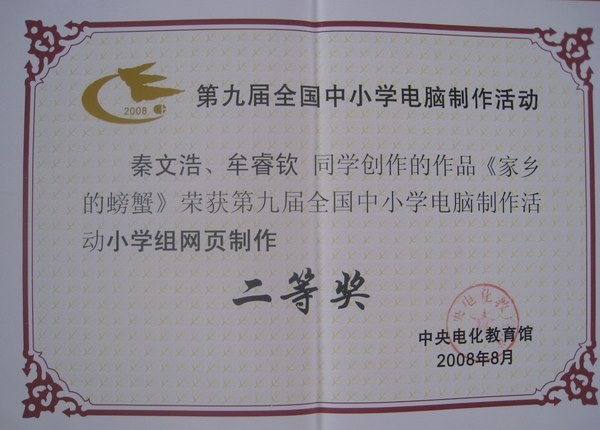 2008
第九届全国中小学电脑制作活动
秦文浩、牟睿钦 同学创作的作品《家乡
的螃蟹》荣获第九届全国中小学电脑制作活
动小学组网页制作
二等奖
中央电化教育馆
2008年8月